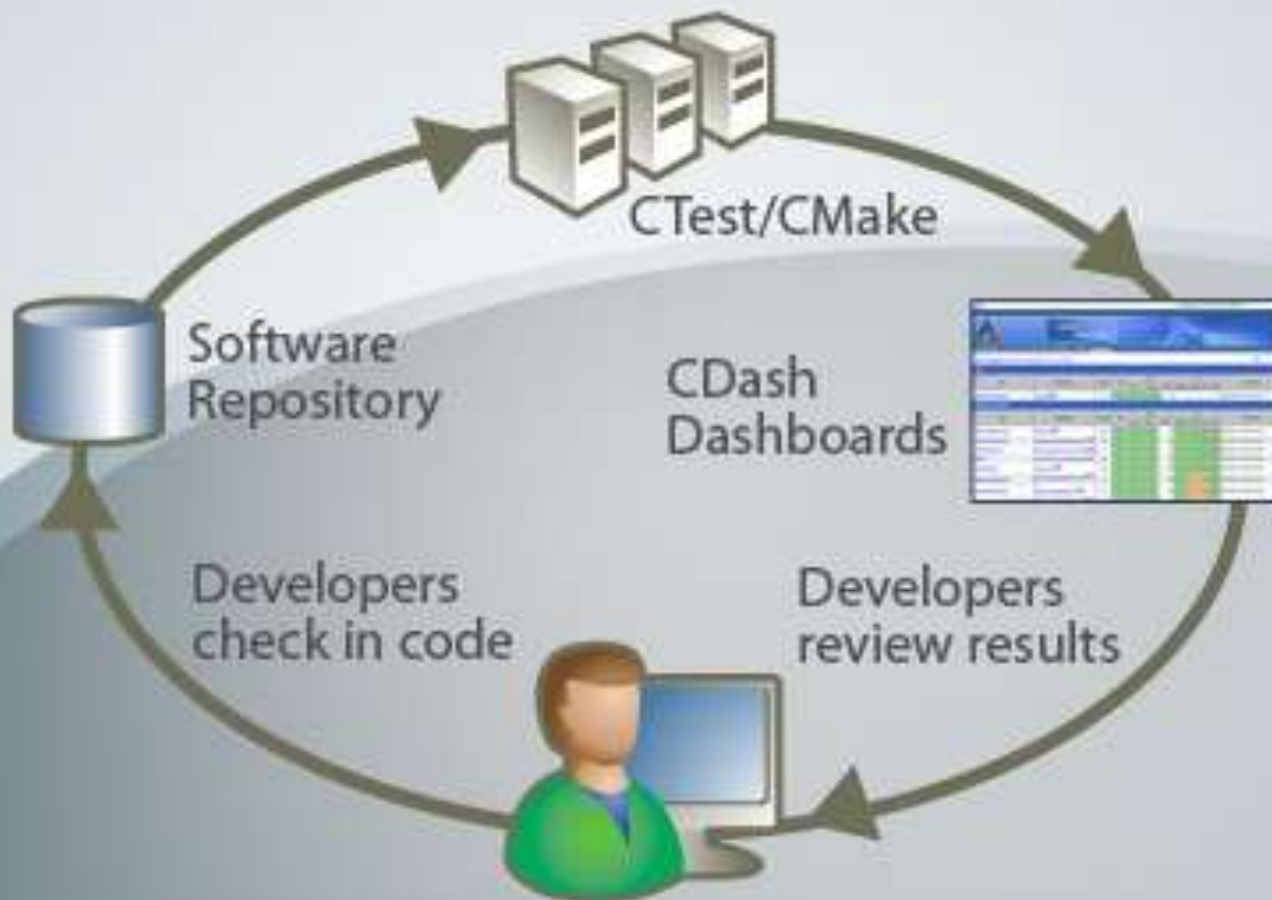 CTest/CMake
Software
Repository
CDash
Dashboards
Developers
check in code
Developers
review results